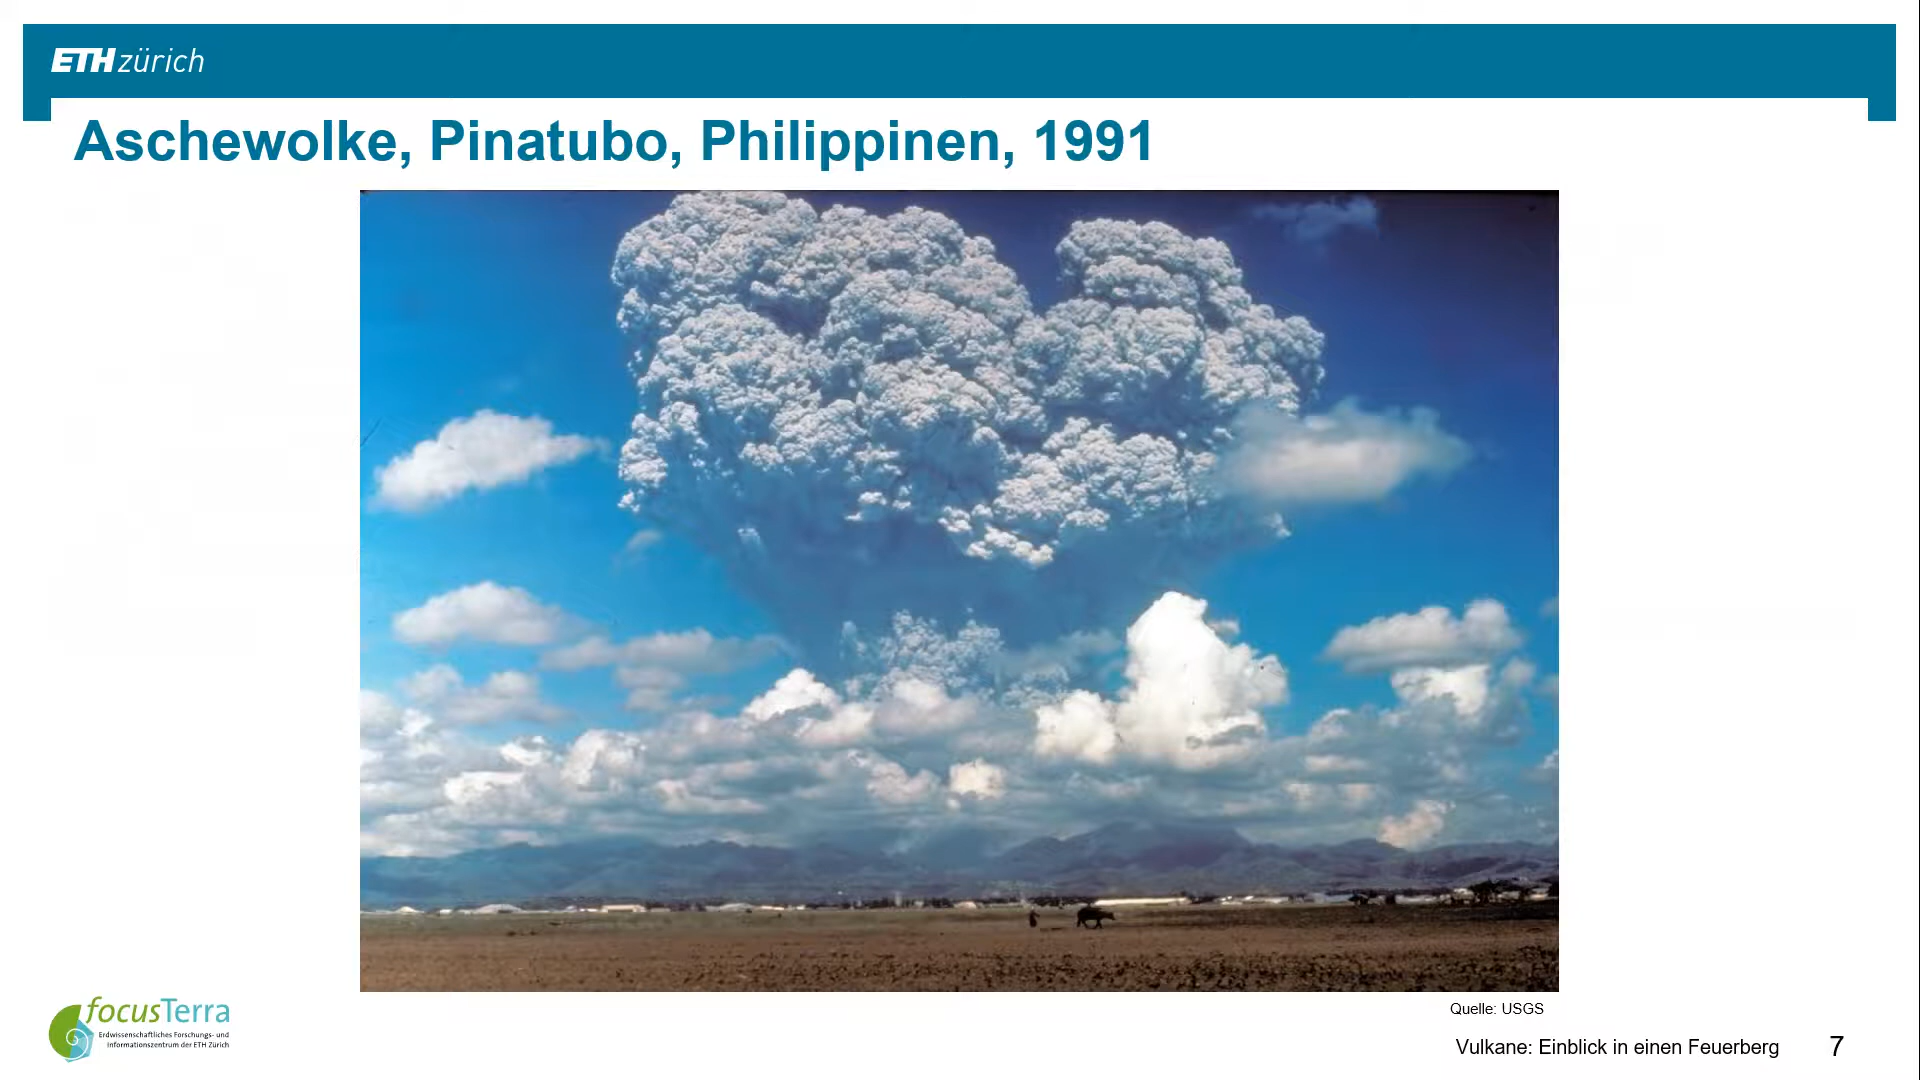 ETH zürich
Aschewolke, Pinatubo, Philippinen, 1991
Quelle: USGS
focusTerra
Erdwissenschaftliches Forschungs- und
Informationszentrum der ETH Zürich
Vulkane: Einblick in einen Feuerberg 7